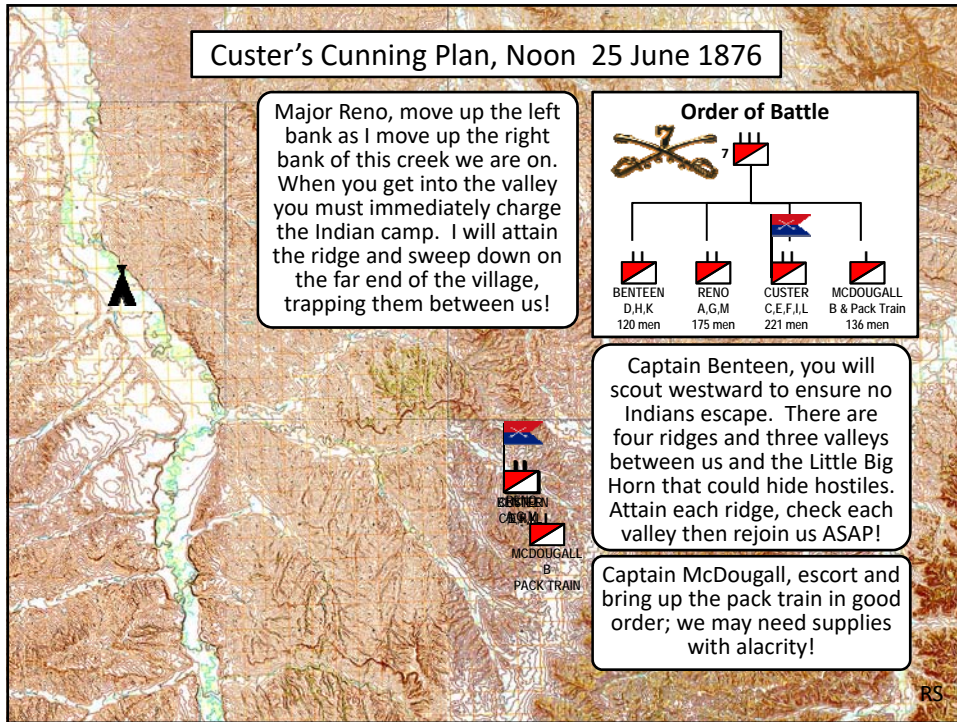 Custer’s Cunning Plan, Noon 25 June 1876
Major Reno, move up the left
bank as I move up the right
bank of this creek we are on.
When you get into the valley
you must immediately charge
the Indian camp. I will attain
the ridge and sweep down on
the far end of the village,
trapping them between us!
Order of Battle
7
7
BENTEEN
D,H,K
120 men
RENO
A,G,M
175 men
CUSTER
C,E,F,I,L
221 men
MCDOUGALL
B & Pack Train
136 men
Captain Benteen, you will
scout westward to ensure no
Indians escape. There are
four ridges and three valleys
between us and the Little Big
Horn that could hide hostiles.
Attain each ridge, check each
valley then rejoin us ASAP!
RENO
A,G,M
MCDOUGALL
B
PACK TRAIN
Captain McDougall, escort and
bring up the pack train in good
order; we may need supplies
with alacrity!
RS